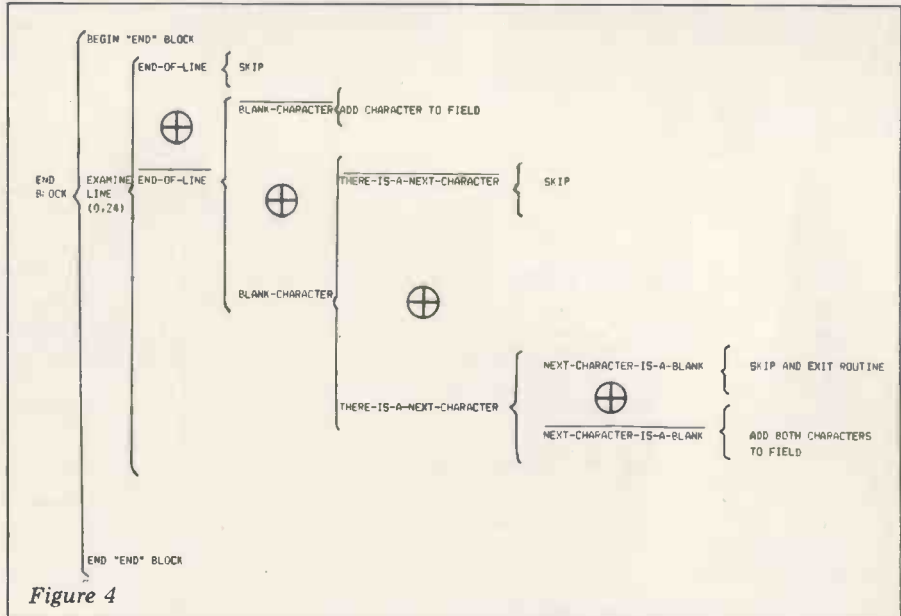 BEGIN "END" BLOCK
END-OF-LINE
SKIP
BLANK-CHARACTER
ADD CHARACTER TO FIELD
END
BLOCK
EXAMINE
LINE
(0,24)
END-OF-LINE
THERE-IS-A-NEXT-CHARACTER
SKIP
BLANK-CHARACTER
NEXT-CHARACTER-IS-A-BLANK
SKIP AND EXIT ROUTINE
THERE-IS-A-NEXT-CHARACTER
NEXT-CHARACTER-IS-A-BLANK
ADD BOTH CHARACTERS
TO FIELD
END "END" BLOCK
Figure 4